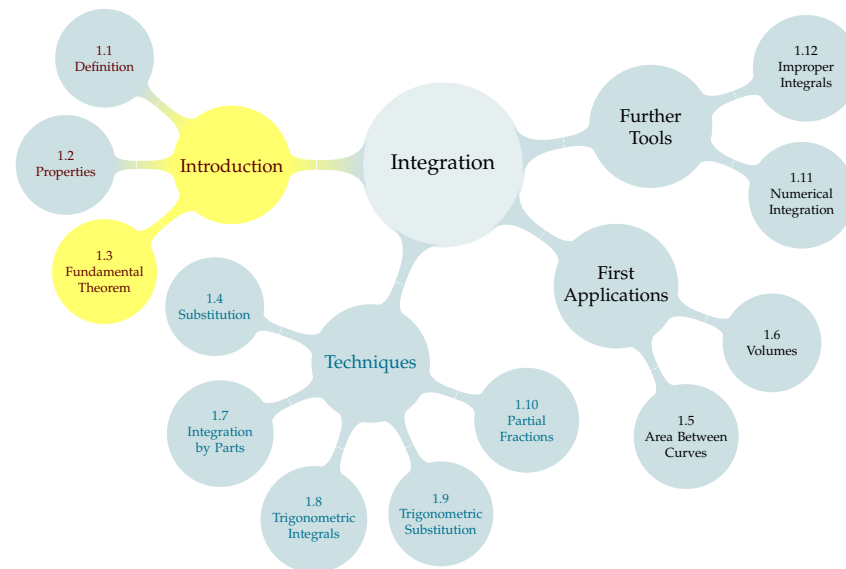 Integration
Introduction
1.1
Definition
1.2
Properties
1.3
Fundamental
Theorem
Techniques
1.4
Substitution
1.7
Integration
by Parts
1.8
Trigonometric
Integrals
1.9
Trigonometric
Substitution
1.10
Partial
Fractions
First
Applications
1.5
Area Between
Curves
1.6
Volumes
Further
Tools
1.11
Numerical
Integration
1.12
Improper
Integrals